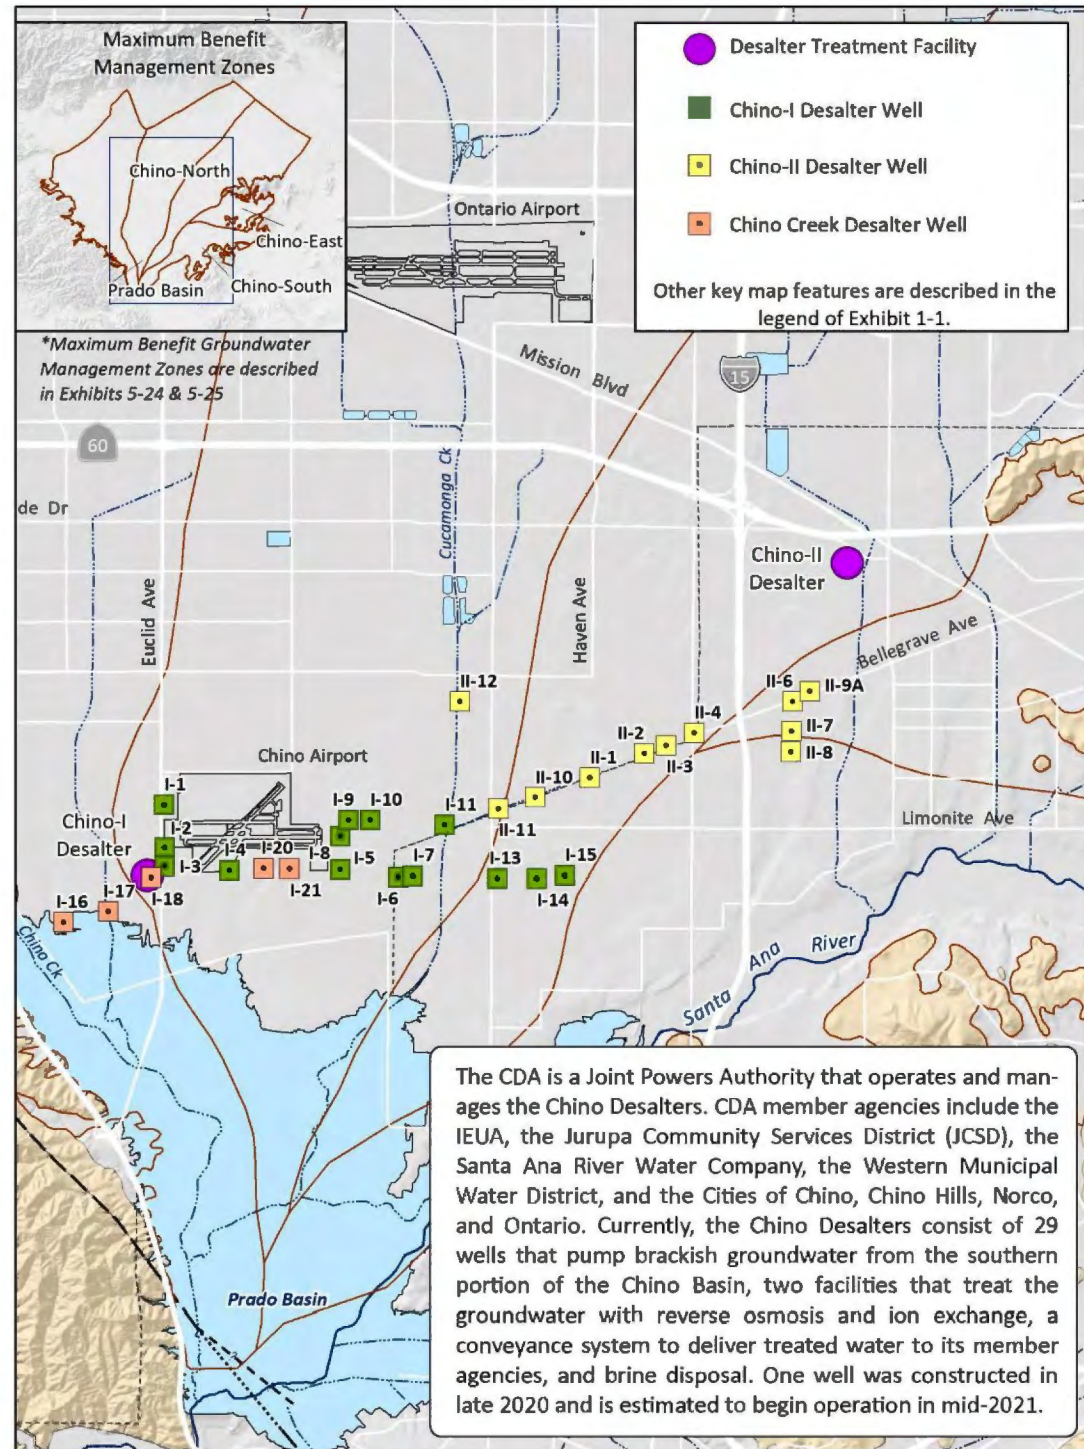 Maximum Benefit
Management Zones
Chino-North
Chino-East
Chino-South
Prado Basin
*Maximum Benefit Groundwater
Management Zones are described
in Exhibits 5-24 & 5-25
Desalter Treatment Facility
Chino-I Desalter Well
Chino-II Desalter Well
Chino Creek Desalter Well
Other key map features are described in the
legend of Exhibit 1-1.
Ontario Airport
Mission Blvd
15
60
de Dr
Cucamonga Ck
Euclid Ave
Haven Ave
Chino-II
Desalter
Bellegrave Ave
II-12
II-6
II-9A
II-4
II-7
II-2
II-8
II-3
II-1
II-10
Chino Airport
I-1
I-9
I-10
I-11
II-11
Limonite Ave
Chino-I
Desalter
I-2
I-3
I-4
I-20
I-8
I-5
I-7
I-13
I-15
I-21
I-6
I-14
I-16
I-17
I-18
Chino Ck
Santa Ana River
Prado Basin
The CDA is a Joint Powers Authority that operates and man-
ages the Chino Desalters. CDA member agencies include the
IEUA, the Jurupa Community Services District (JCSD), the
Santa Ana River Water Company, the Western Municipal
Water District, and the Cities of Chino, Chino Hills, Norco,
and Ontario. Currently, the Chino Desalters consist of 29
wells that pump brackish groundwater from the southern
portion of the Chino Basin, two facilities that treat the
groundwater with reverse osmosis and ion exchange, a
conveyance system to deliver treated water to its member
agencies, and brine disposal. One well was constructed in
late 2020 and is estimated to begin operation in mid-2021.